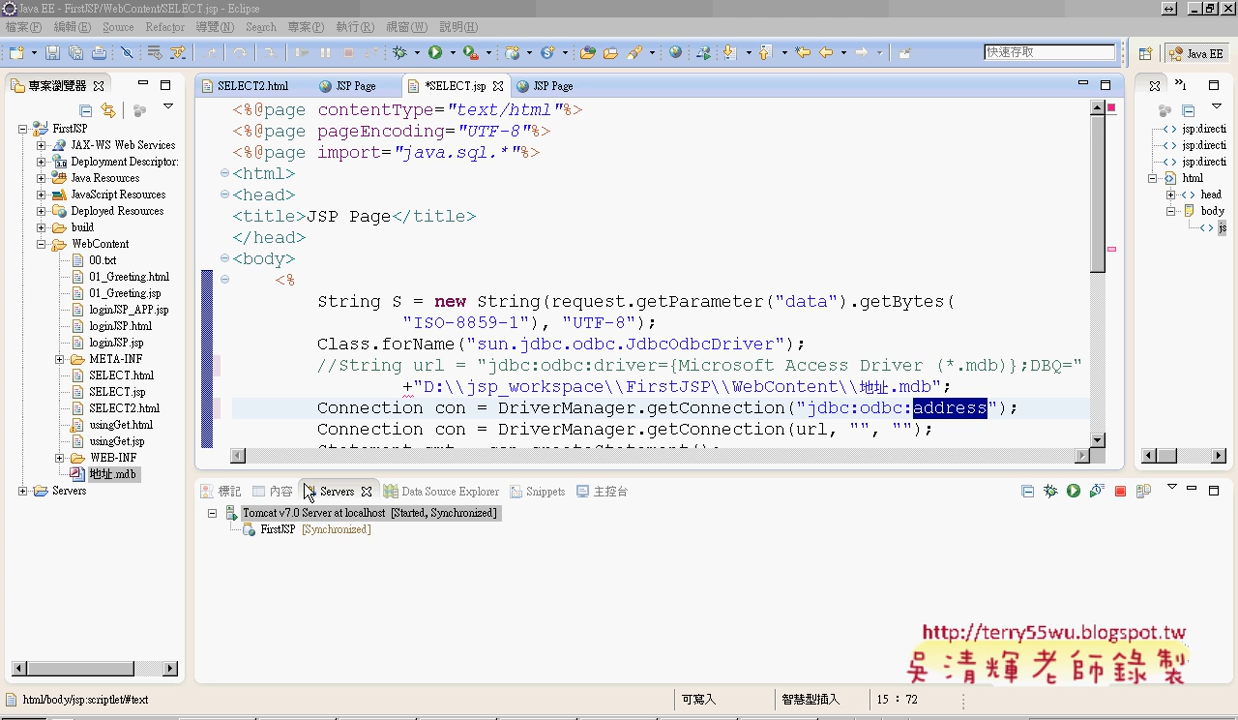 Java EE - FirstJSP/WebContent/SELECT.jsp - Eclipse
檔案(F) 編輯(E) Source Refactor 導覽(N) Search 專案(P) 執行(R) 視窗(W) 說明(H)
快速存取
Java EE
專案瀏覽器
FirstJSP
JAX-WS Web Services
Deployment Descriptor:
Java Resources
JavaScript Resources
Deployed Resources
build
WebContent
00.txt
01_Greeting.html
01_Greeting.jsp
loginJSP_APP.jsp
loginJSP.html
loginJSP.jsp
META-INF
SELECT.html
SELECT.jsp
SELECT2.html
usingGet.html
usingGet.jsp
WEB-INF
地址.mdb
Servers
SELECT2.html JSP Page *SELECT.jsp JSP Page
<%@page contentType="text/html"%>
<%@page pageEncoding="UTF-8"%>
<%@page import="java.sql.*"%>
<html>
<head>
<title>JSP Page</title>
</head>
<body>
<%
String S = new String(request.getParameter("data").getBytes(
"ISO-8859-1"), "UTF-8");
Class.forName("sun.jdbc.odbc.JdbcOdbcDriver");
//String url = "jdbc:odbc:driver={Microsoft Access Driver (*.mdb)};DBQ="
+"D:\\jsp_workspace\\FirstJSP\\WebContent\\地址.mdb";
Connection con = DriverManager.getConnection("jdbc:odbc:address");
Connection con = DriverManager.getConnection(url, "", "");
jsp:directi
jsp:directi
jsp:directi
html
head
body
js
標記 內容 Servers Data Source Explorer Snippets 主控台
Tomcat v7.0 Server at localhost [Started, Synchronized]
FirstJSP [Synchronized]
http://terry55wu.blogspot.tw
吳清輝老師錄製
html/body/jsp:scriptlet/#text 可寫入 智慧型插入 15 : 72